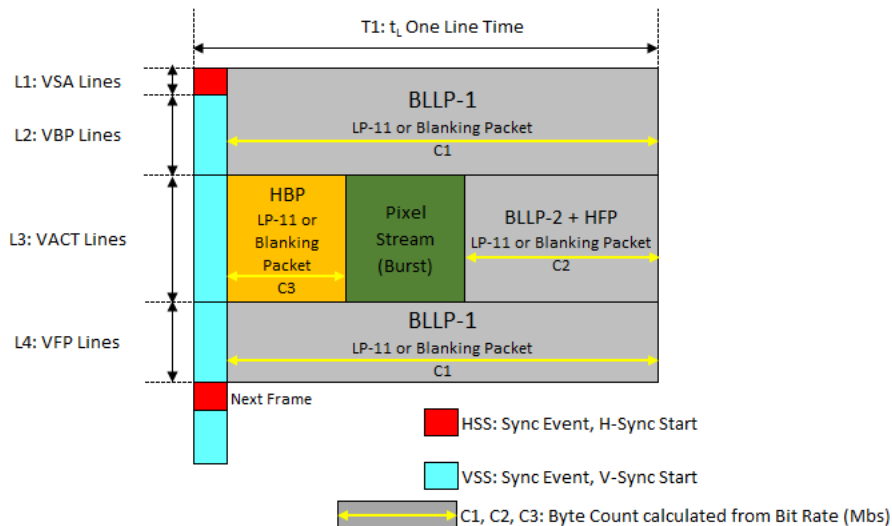 T1: tL One Line Time
L1: VSA Lines
BLLP-1
LP-11 or Blanking Packet
C1
L2: VBP Lines
HBP
LP-11 or
Blanking
Packet
C3
Pixel
Stream
(Burst)
BLLP-2 + HFP
LP-11 or Blanking Packet
C2
L3: VACT Lines
BLLP-1
LP-11 or Blanking Packet
C1
L4: VFP Lines
Next Frame
HSS: Sync Event, H-Sync Start
VSS: Sync Event, V-Sync Start
C1, C2, C3: Byte Count calculated from Bit Rate (Mbs)